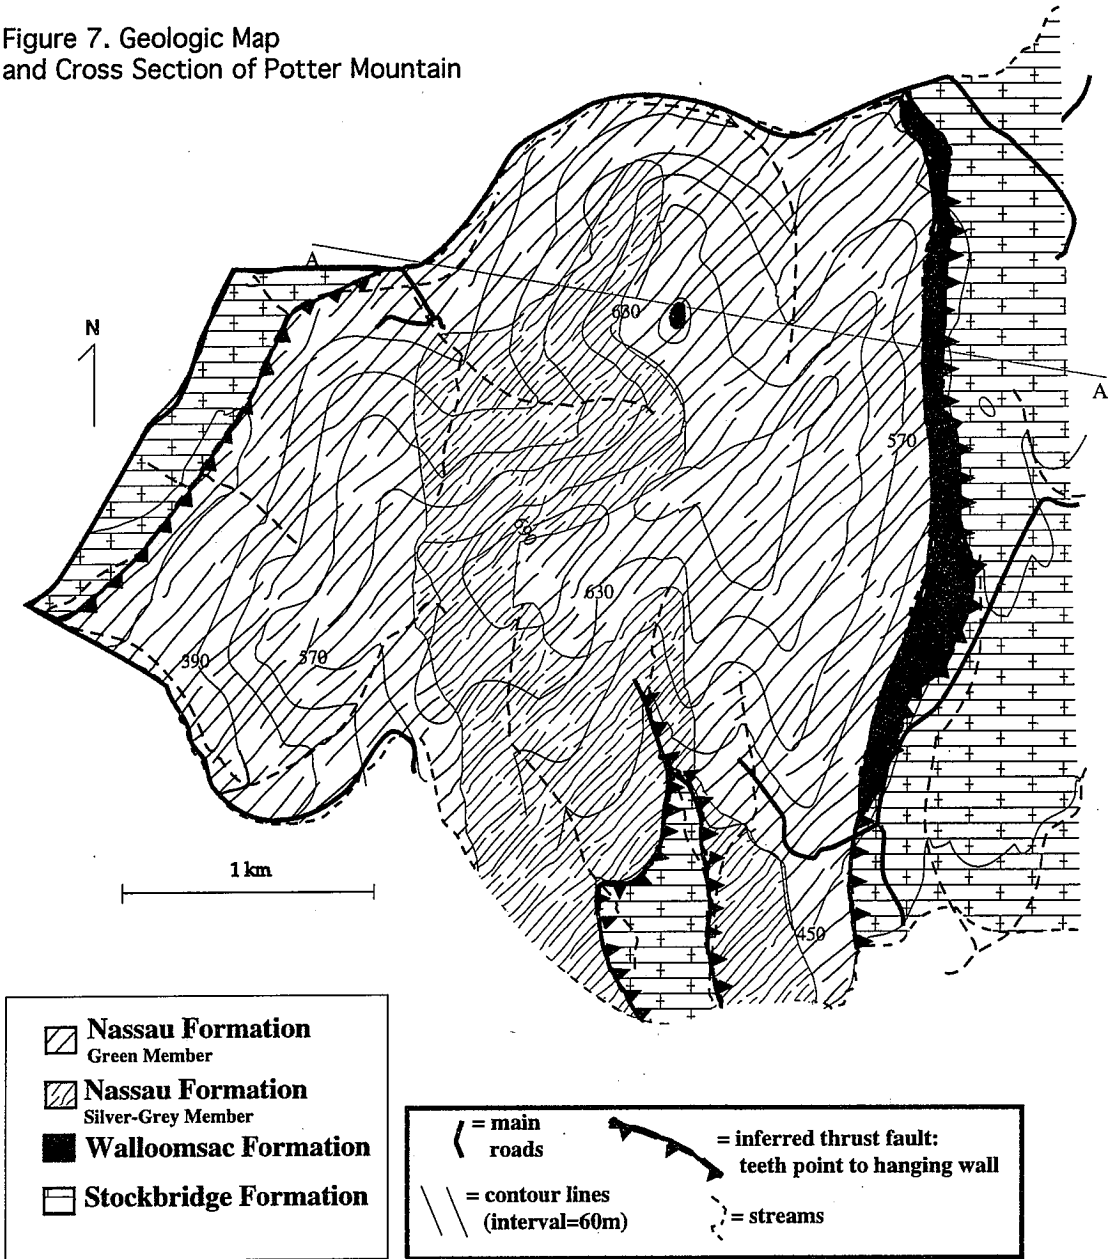 Figure 7. Geologic Map
and Cross Section of Potter Mountain
N
A
630
A
570
690
630
390
570
1 km
450
Nassau Formation
Green Member
Nassau Formation
Silver-Grey Member
Walloomsac Formation
Stockbridge Formation
= main
roads
= contour lines
(interval=60m)
= inferred thrust fault:
teeth point to hanging wall
= streams